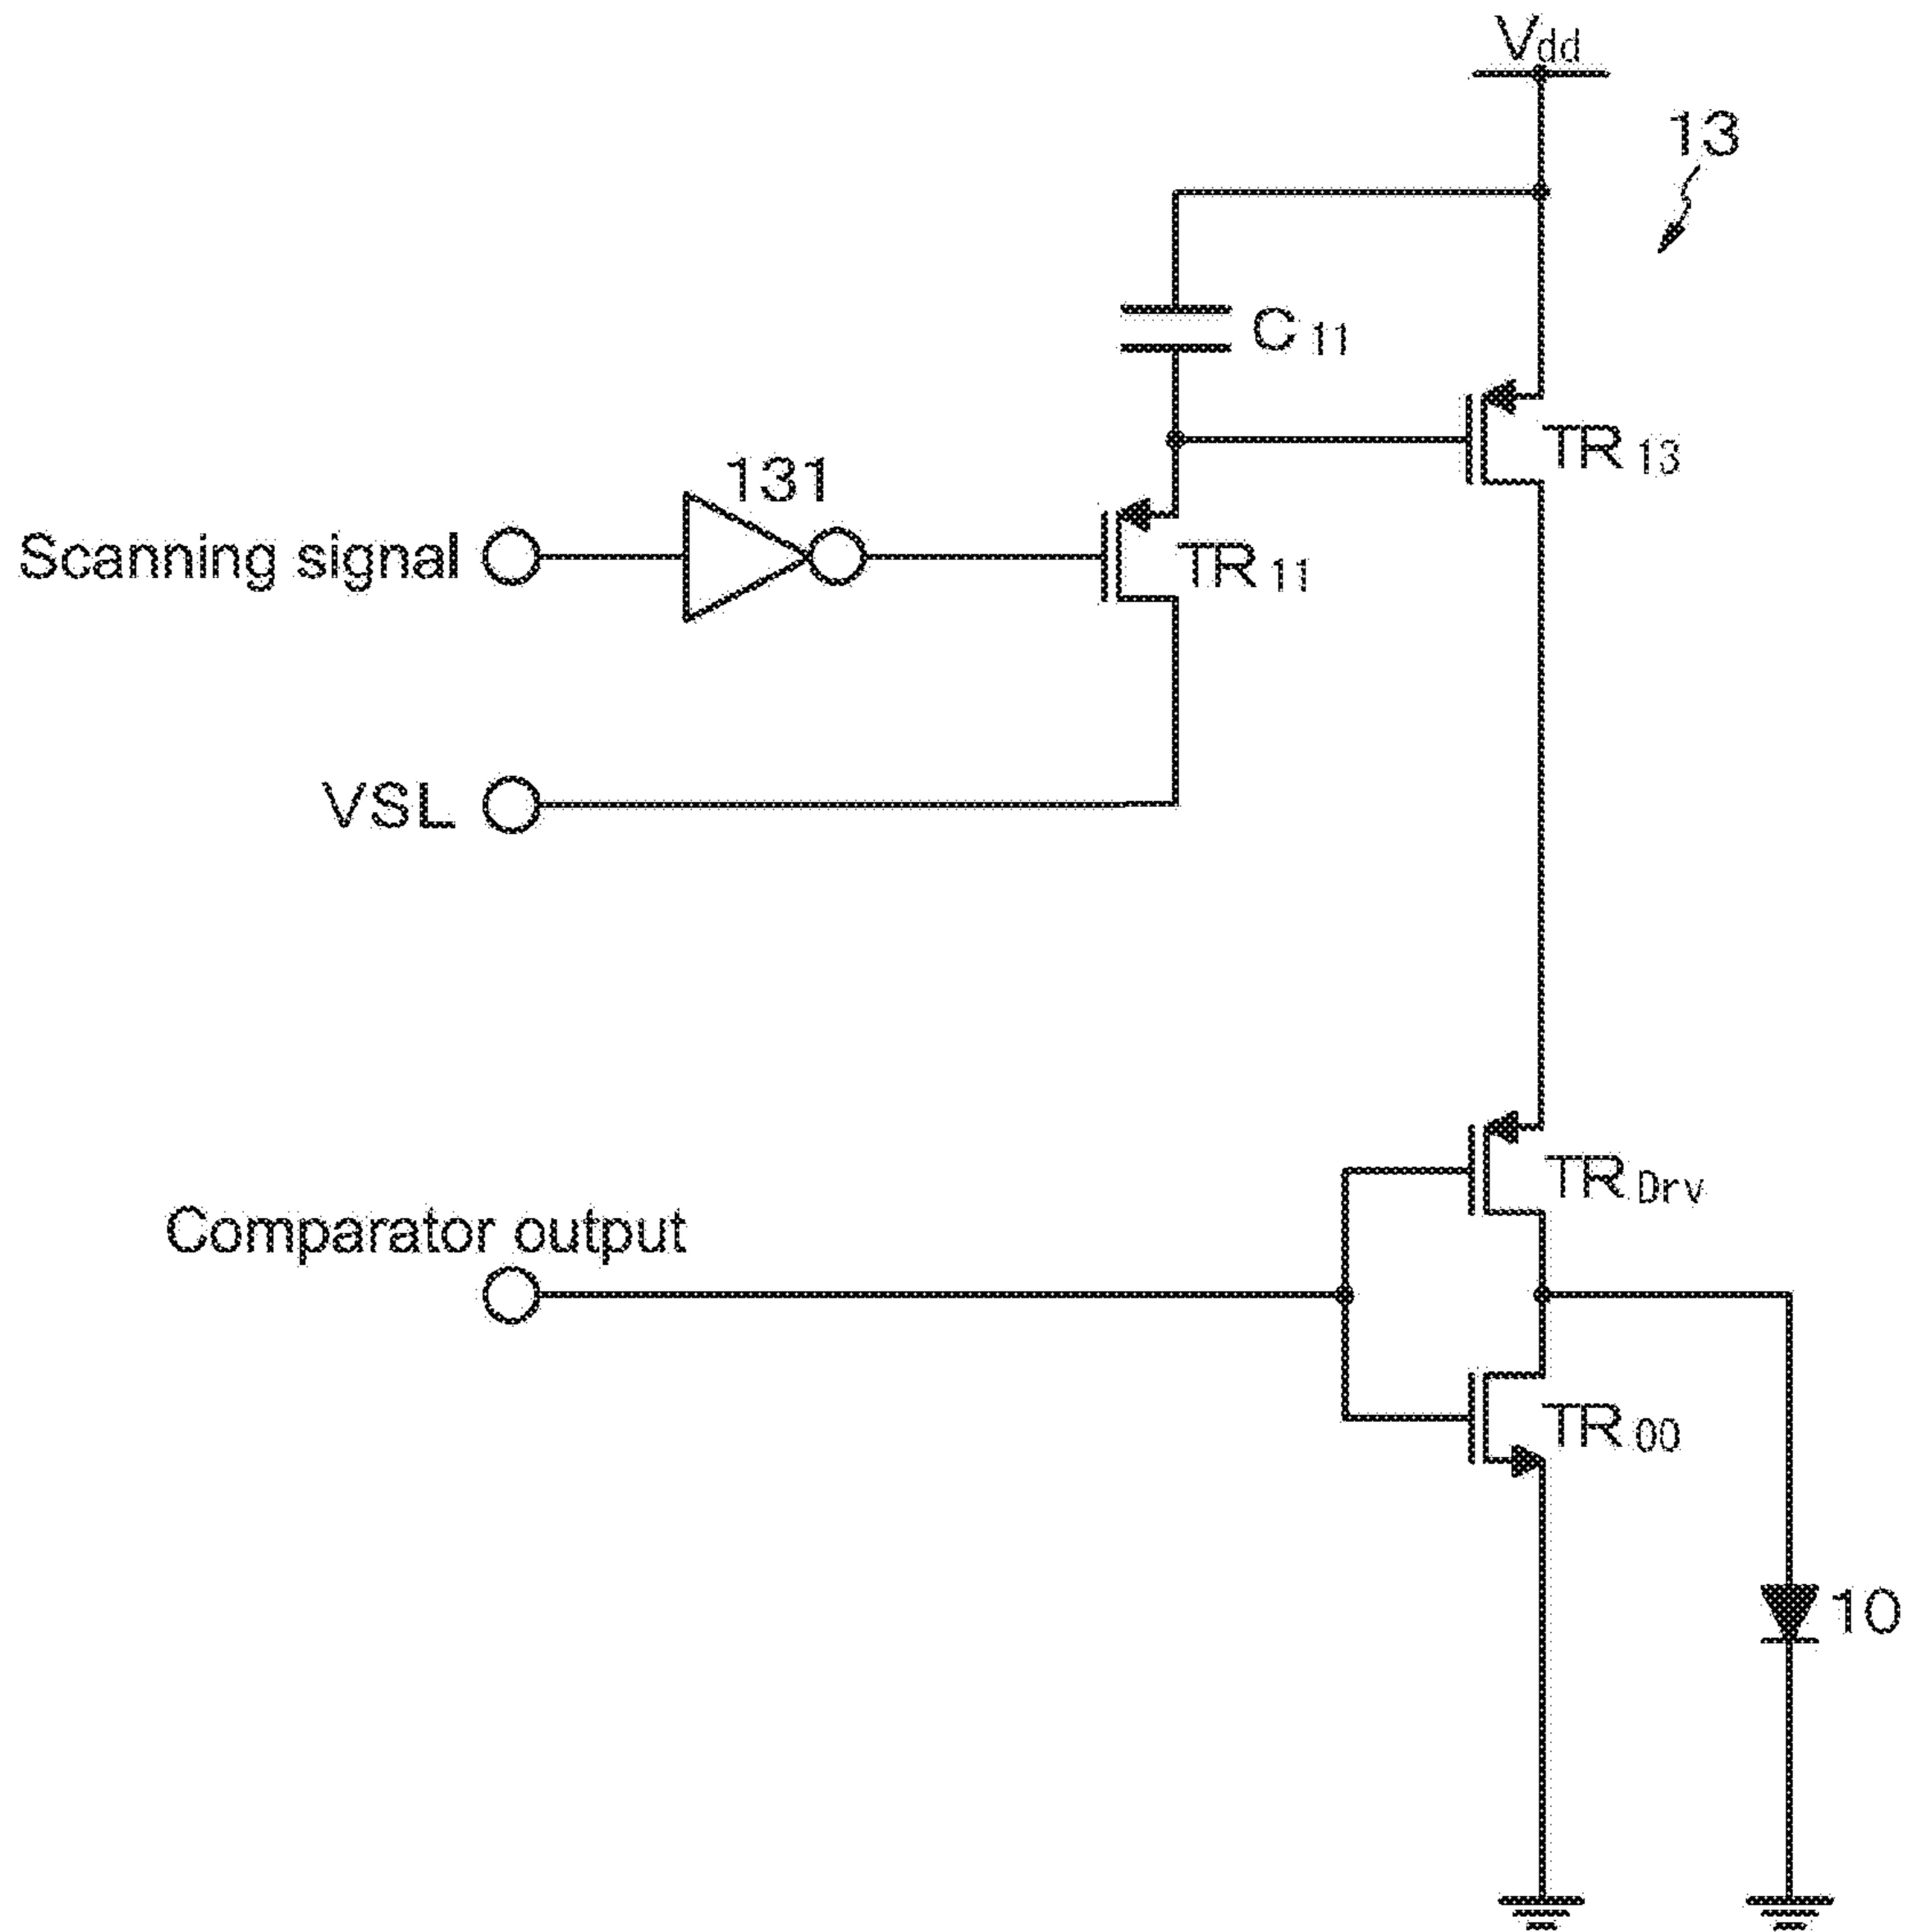 Vdd
13
C11
TR13
131
Scanning signal
TR11
VSL
TRDrv
Comparator output
TR00
10